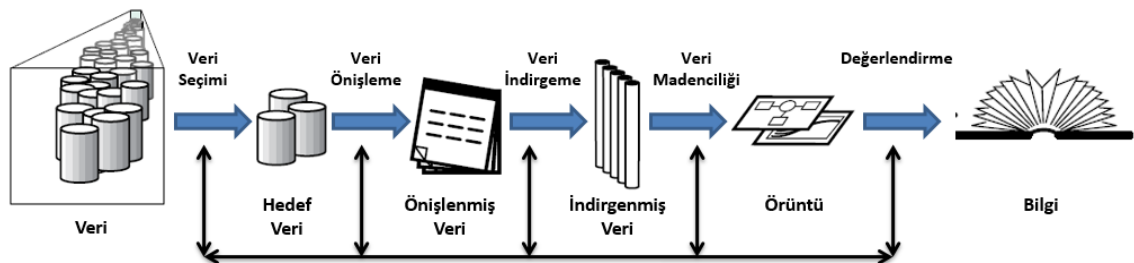 Veri
Seçimi
Veri
Önişleme
Veri
İndirgeme
Veri
Madenciliği
Değerlendirme
Veri
Hedef
Veri
Önişlenmiş
Veri
İndirgenmiş
Veri
Örüntü
Bilgi